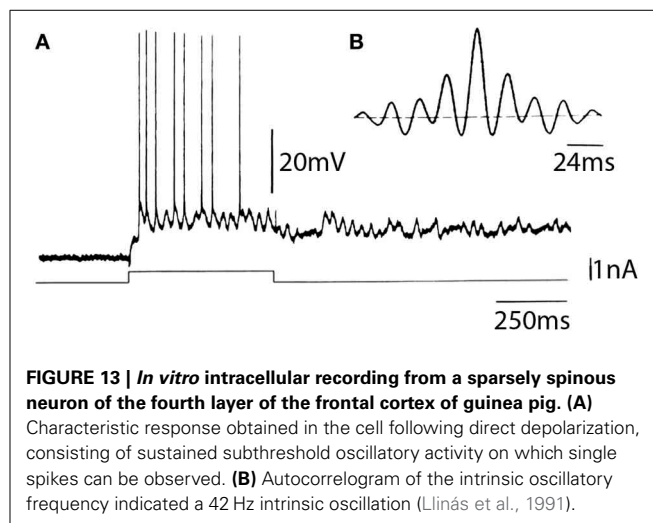 A
B
20mV
24ms
1nA
250ms
FIGURE 13 | In vitro intracellular recording from a sparsely spinous
neuron of the fourth layer of the frontal cortex of guinea pig. (A)
Characteristic response obtained in the cell following direct depolarization,
consisting of sustained subthreshold oscillatory activity on which single
spikes can be observed. (B) Autocorrelogram of the intrinsic oscillatory
frequency indicated a 42 Hz intrinsic oscillation (Llinás et al., 1991).